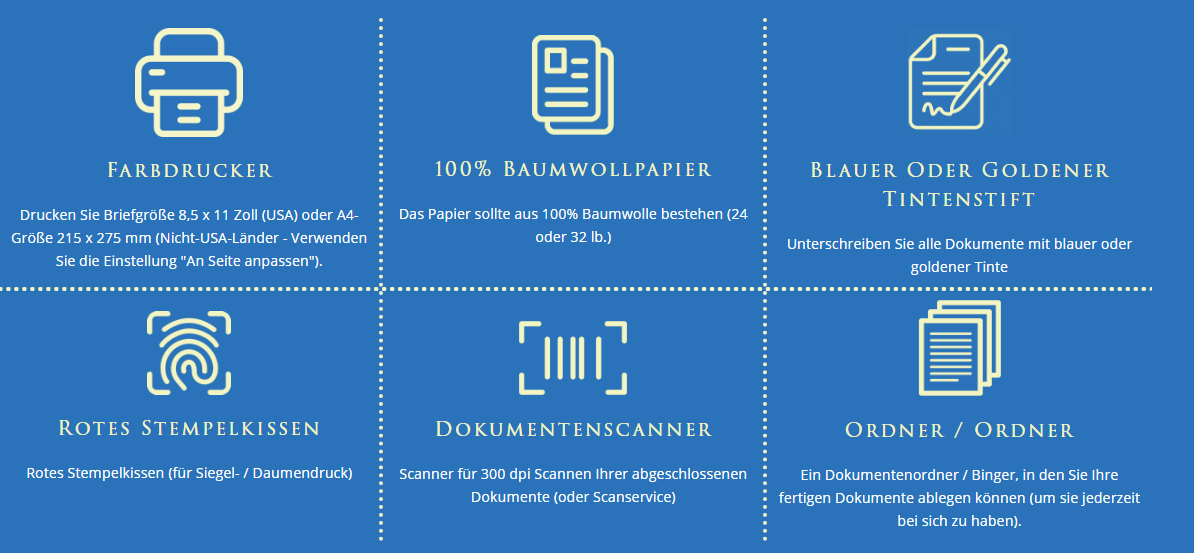 Farbdrucker
Drucken Sie Briefgröße 8,5 x 11 Zoll (USA) oder A4-
Größe 215 x 275 mm (Nicht-USA-Länder - Verwenden
Sie die Einstellung "An Seite anpassen").
100% Baumwollpapier
Das Papier sollte aus 100% Baumwolle bestehen (24
oder 32 lb.)
Blauer Oder Goldener
Tintenstift
Unterschreiben Sie alle Dokumente mit blauer oder
goldener Tinte
Rotes Stempelkissen
Rotes Stempelkissen (für Siegel- / Daumendruck)
Dokumentenscanner
Scanner für 300 dpi Scannen Ihrer abgeschlossenen
Dokumente (oder Scanservice)
Ordner / Ordner
Ein Dokumentenordner / Binger, in den Sie Ihre
fertigen Dokumente ablegen können (um sie jederzeit
bei sich zu haben).